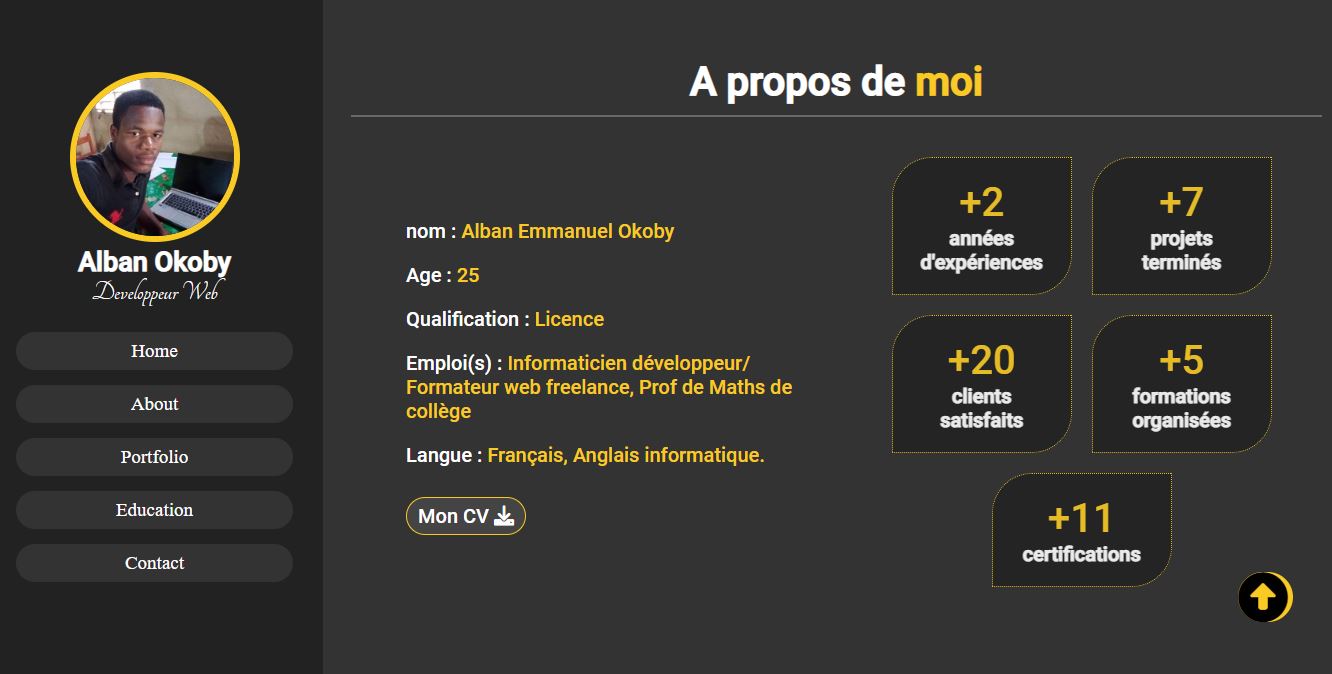 Alban Okoby
Developpeur Web
Home
About
Portfolio
Education
Contact
A propos de moi
nom : Alban Emmanuel Okoby
Age : 25
Qualification : Licence
Emploi(s) : Informaticien développeur/
Formateur web freelance, Prof de Maths de
collège
Langue : Français, Anglais informatique.
Mon CV
+2
années
d'expériences
+7
projets
terminés
+20
clients
satisfaits
+5
formations
organisées
+11
certifications